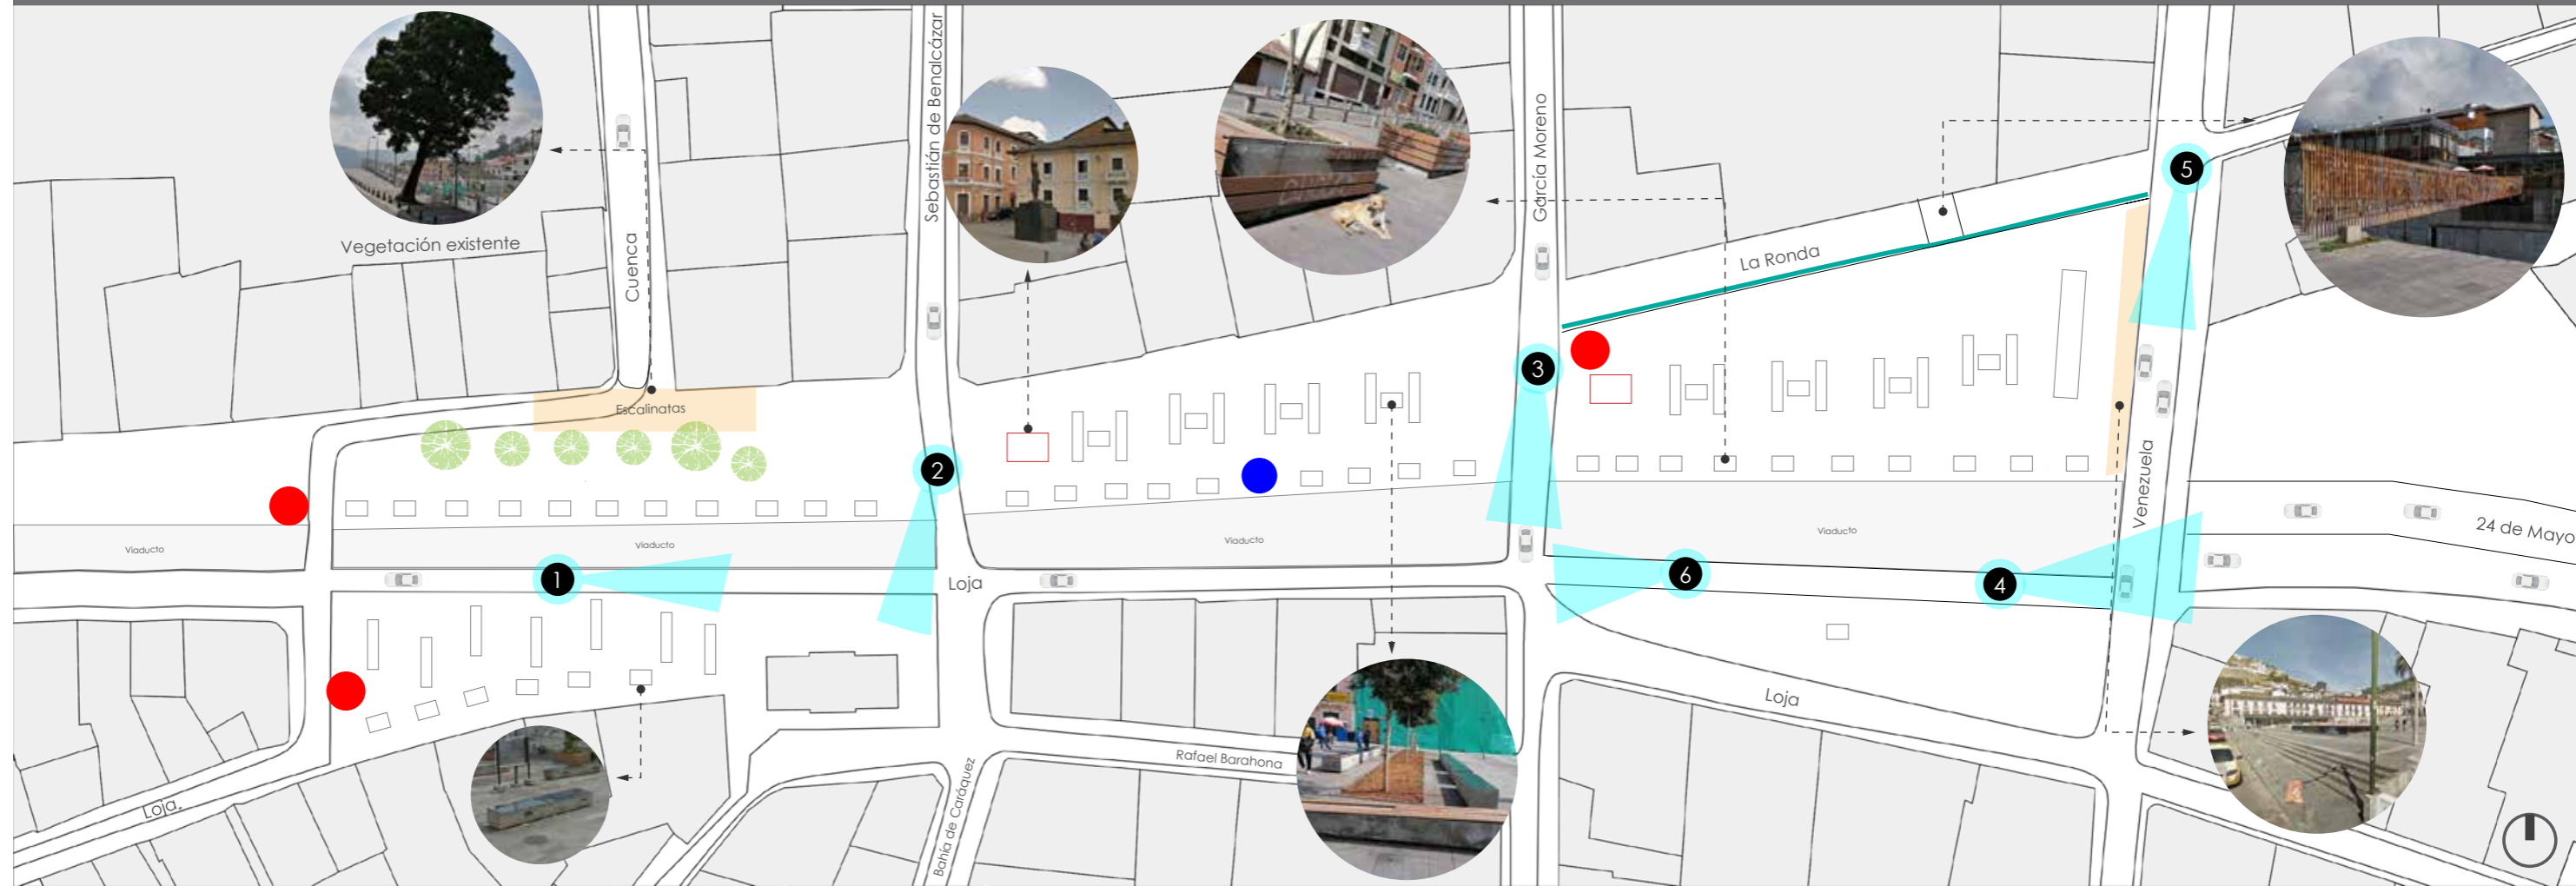 Sebastián de Benalcázar
García Moreno
5
Vegetación existente
Cuenca
La Ronda
3
Escalinatas
2
Venezuela
24 de Mayo
Viaducto
Viaducto
Viaducto
Viaducto
1
Loja
6
4
Loja
Rafael Barahona
Loja
Bahía de Caráquez